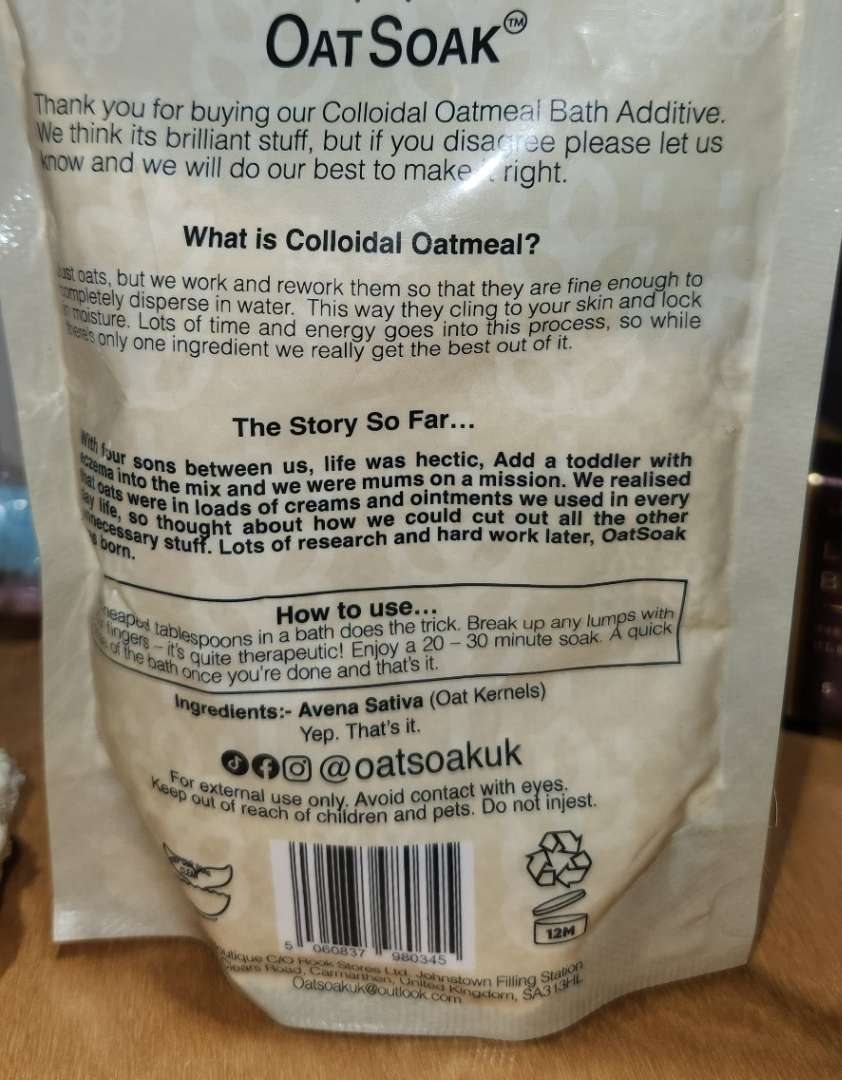 OATSOAK™
Thank you for buying our Colloidal Oatmeal Bath Additive.
We think its brilliant stuff, but if you disagree please let us
know and we will do our best to make right.
What is Colloidal Oatmeal?
Just oats, but we work and rework them so that they are fine enough to
completely disperse in water. This way they cling to your skin and lock
in moisture. Lots of time and energy goes into this process, so while
there's only one ingredient we really get the best out of it.
The Story So Far...
With four sons between us, life was hectic, Add a toddler with
eczema into the mix and we were mums on a mission. We realised
that oats were in loads of creams and ointments we used in every
day life, so thought about how we could cut out all the other
unnecessary stuff. Lots of research and hard work later, OatSoak
born.
How to use...
heaped tablespoons in a bath does the trick. Break up any lumps with
fingers – it's quite therapeutic! Enjoy a 20 – 30 minute soak. A quick
of the bath once you're done and that's it.
Ingredients:- Avena Sativa (Oat Kernels)
Yep. That's it.
@oatsoakuk
For external use only. Avoid contact with eyes.
Keep out of reach of children and pets. Do not injest.
12M
5 060837 980345
C/O Rook Stores Ltd, Johnstown Filling Station
Road, Carmarthen, United Kingdom, SA31 3HL
Oatsoakuk@outlook.com